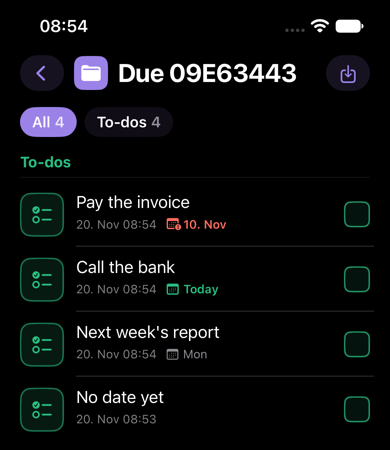 08:54
Due 09E63443
All 4
To-dos 4
To-dos
Pay the invoice
20. Nov 08:54 10. Nov
Call the bank
20. Nov 08:54 Today
Next week's report
20. Nov 08:54 Mon
No date yet
20. Nov 08:53